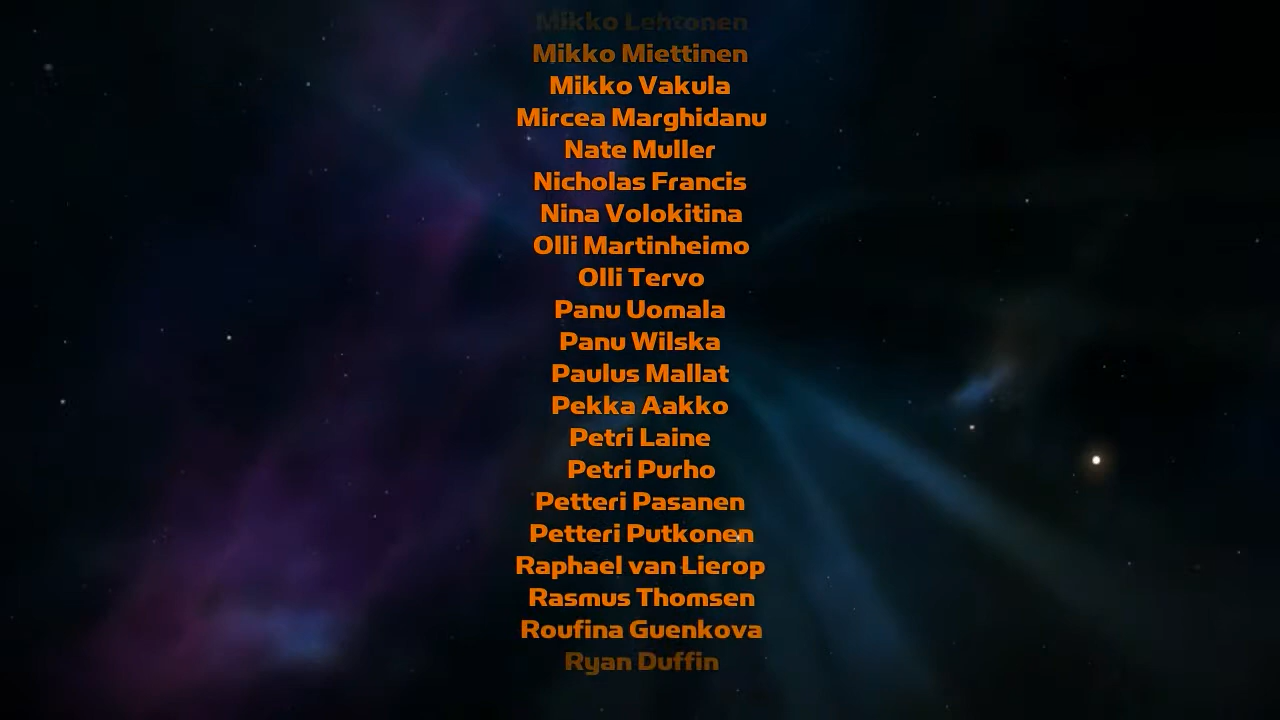 Mikko Lehtonen
Mikko Miettinen
Mikko Vakula
Mircea Marghidanu
Nate Muller
Nicholas Francis
Nina Volokitina
Olli Martinheimo
Olli Tervo
Panu Uomala
Panu Wilska
Paulus Mallat
Pekka Aakko
Petri Laine
Petri Purho
Petteri Pasanen
Petteri Putkonen
Raphael van Lierop
Rasmus Thomsen
Roufina Guenkova
Ryan Duffin